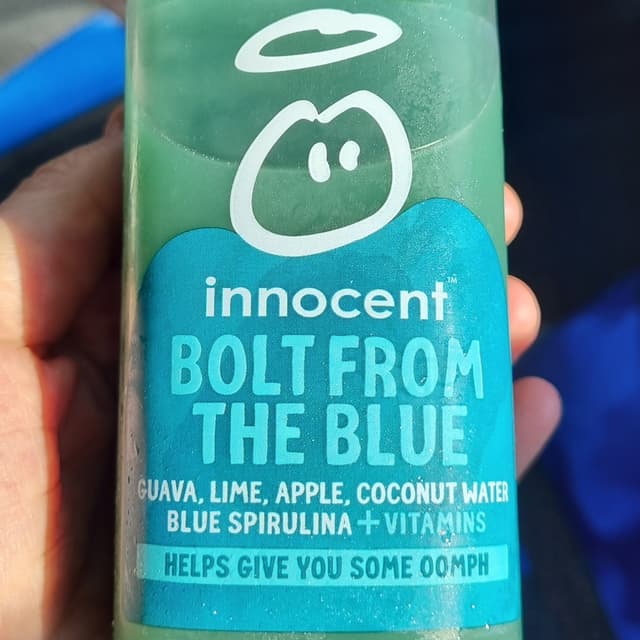 innocent™
BOLT FROM
THE BLUE
GUAVA, LIME, APPLE, COCONUT WATER
BLUE SPIRULINA + VITAMINS
HELPS GIVE YOU SOME OOMPH